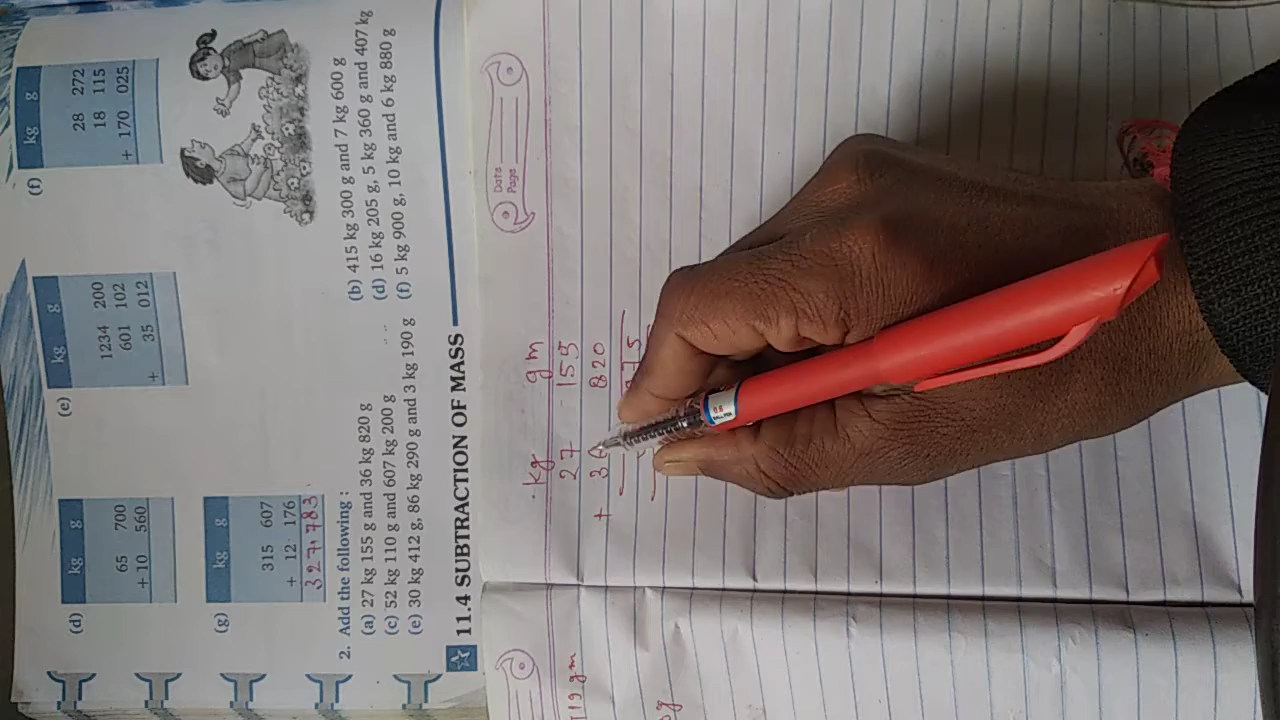 (d)
kg g
65 700
+ 10 560
(e)
kg g
1234 200
601 102
+ 35 012
(f)
kg g
28 272
18 115
+ 170 025
(g)
kg g
315 607
+ 12 176
327,783
2. Add the following :
(a) 27 kg 155 g and 36 kg 820 g
(b) 415 kg 300 g and 7 kg 600 g
(c) 52 kg 110 g and 607 kg 200 g
(d) 16 kg 205 g, 5 kg 360 g and 407 kg
(e) 30 kg 412 g, 86 kg 290 g and 3 kg 190 g
(f) 5 kg 900 g, 10 kg and 6 kg 880 g
11.4 SUBTRACTION OF MASS
Date
Page
kg gm
27 155
+ 36 820
119 gm